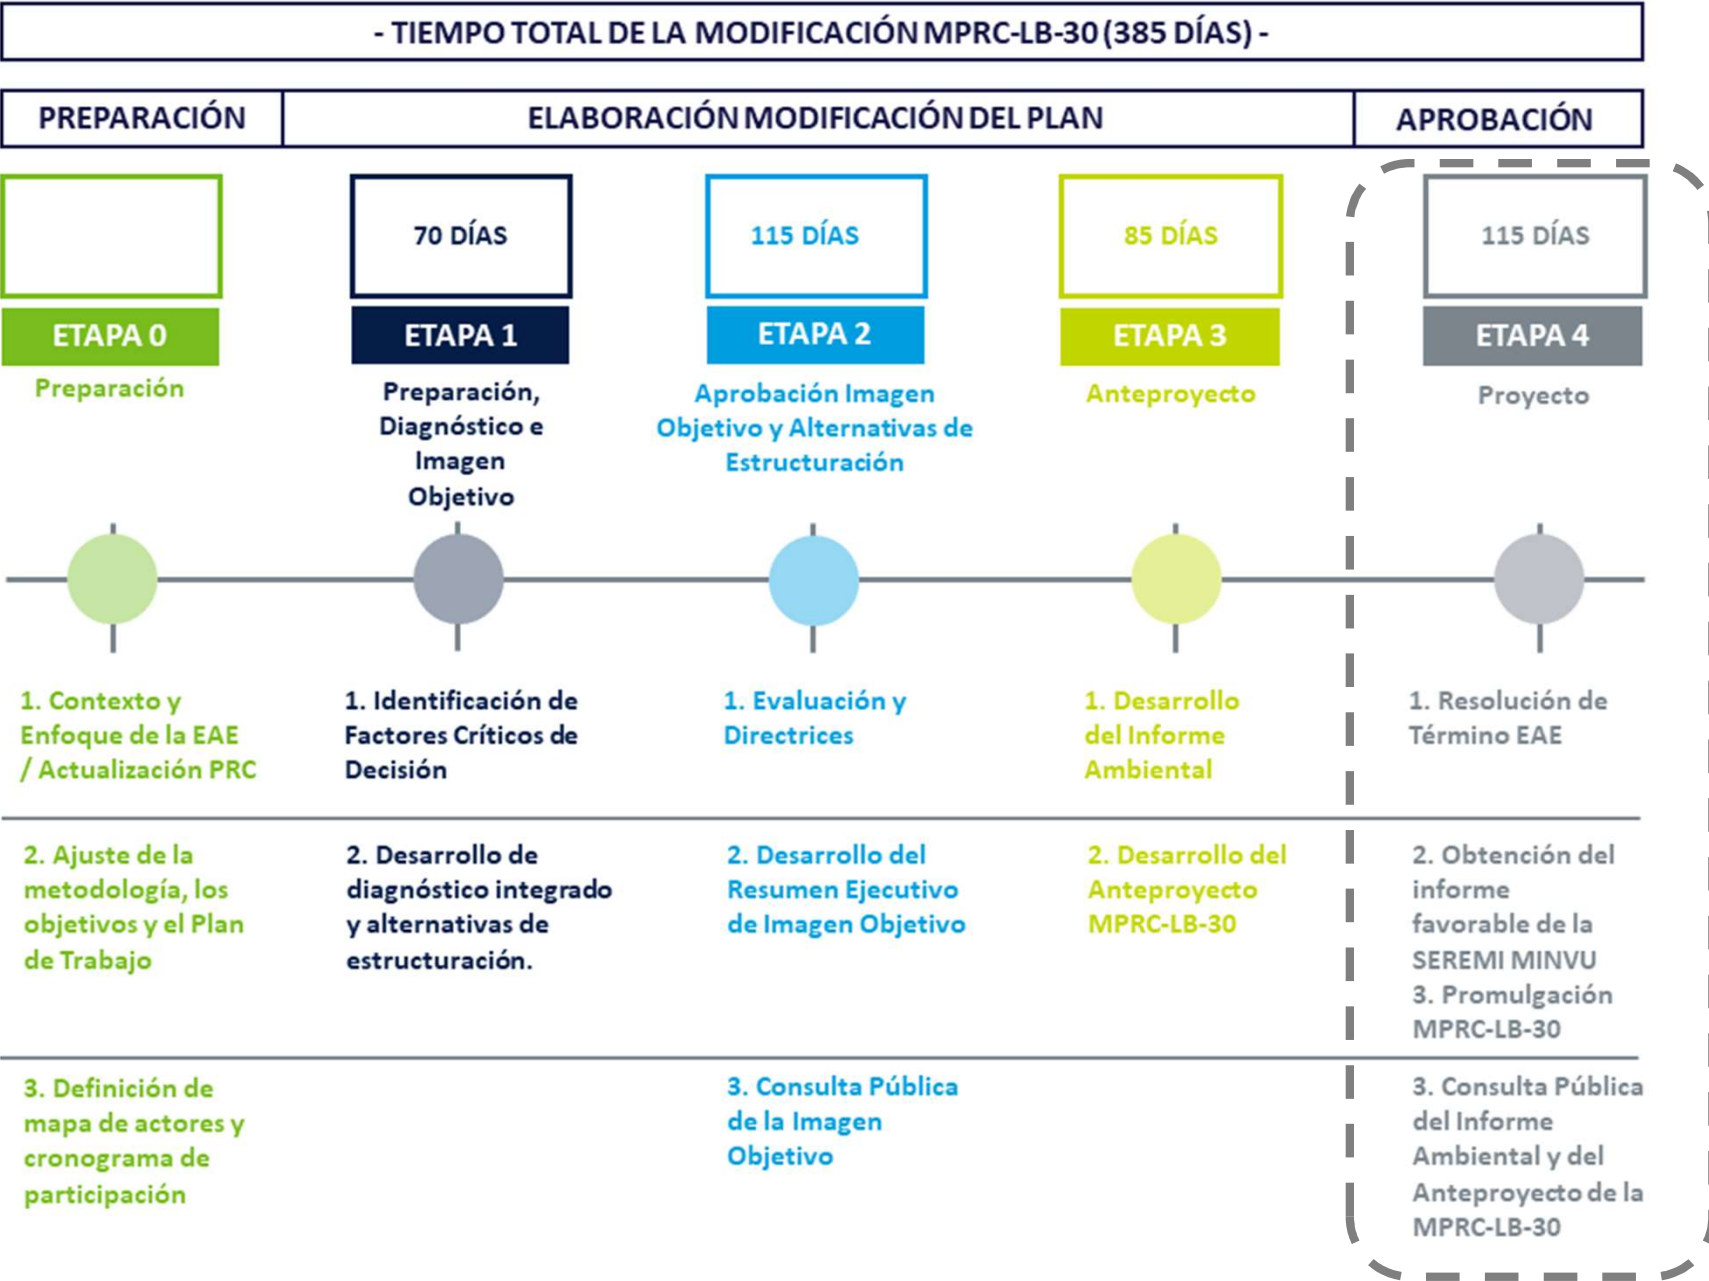 - TIEMPO TOTAL DE LA MODIFICACIÓN MPRC-LB-30 (385 DÍAS) -
PREPARACIÓN
ELABORACIÓN MODIFICACIÓN DEL PLAN
APROBACIÓN
ETAPA 0
Preparación
70 DÍAS
ETAPA 1
Preparación,
Diagnóstico e
Imagen
Objetivo
115 DÍAS
ETAPA 2
Aprobación Imagen
Objetivo y Alternativas de
Estructuración
85 DÍAS
ETAPA 3
Anteproyecto
115 DÍAS
ETAPA 4
Proyecto
1. Contexto y
Enfoque de la EAE
/ Actualización PRC
1. Identificación de
Factores Críticos de
Decisión
1. Evaluación y
Directrices
1. Desarrollo
del Informe
Ambiental
1. Resolución de
Término EAE
2. Ajuste de la
metodología, los
objetivos y el Plan
de Trabajo
2. Desarrollo de
diagnóstico integrado
y alternativas de
estructuración.
2. Desarrollo del
Resumen Ejecutivo
de Imagen Objetivo
2. Desarrollo del
Anteproyecto
MPRC-LB-30
2. Obtención del
informe
favorable de la
SEREMI MINVU
3. Promulgación
MPRC-LB-30
3. Definición de
mapa de actores y
cronograma de
participación
3. Consulta Pública
de la Imagen
Objetivo
3. Consulta Pública
del Informe
Ambiental y del
Anteproyecto de la
MPRC-LB-30